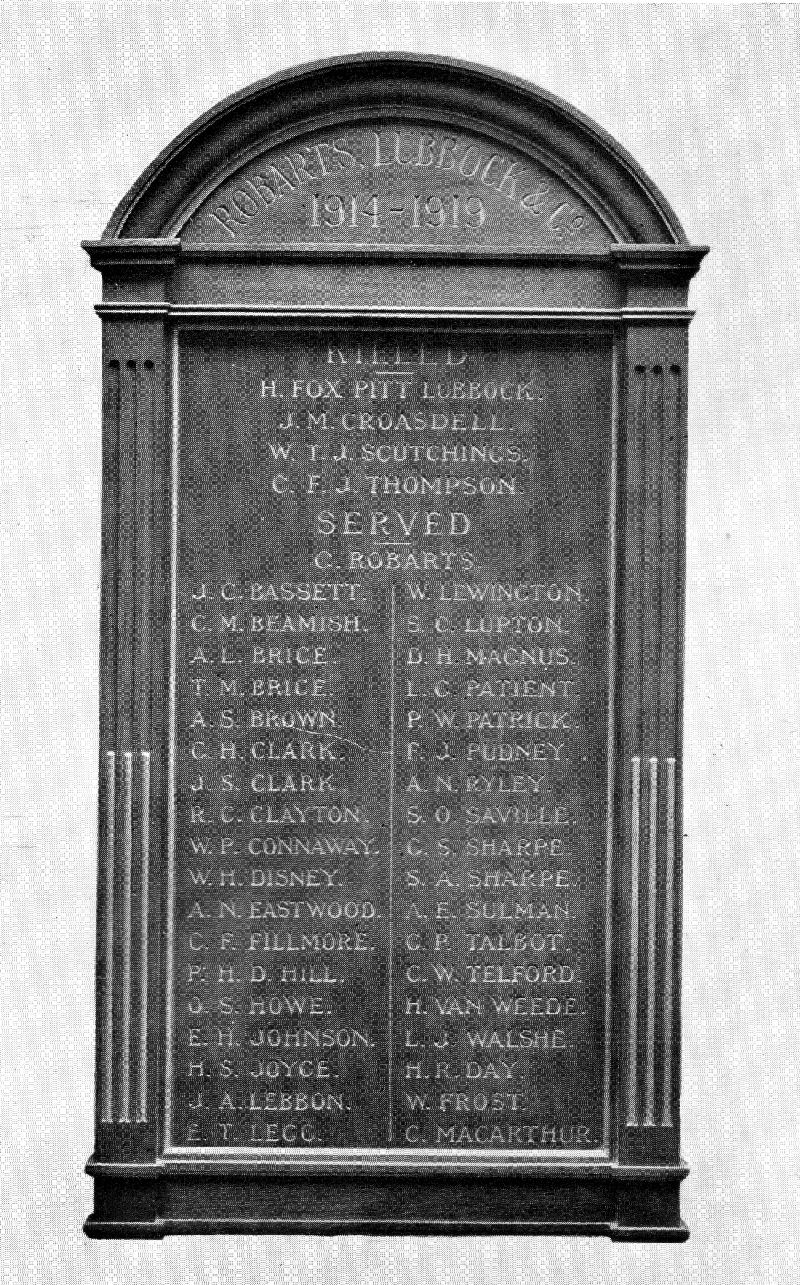 ROBARTS, LUBBOCK & Co.
1914-1919
KILLED
H. FOX PITT LUBBOCK.
J. M. CROASDELL.
W. T. J. SCUTCHINGS.
C. F. J. THOMPSON.
SERVED
C. ROBARTS.
J. C. BASSETT.
C. M. BEAMISH.
A. L. BRICE.
T. M. BRICE.
A. S. BROWN.
C. H. CLARK.
J. S. CLARK.
R. C. CLAYTON.
W. P. CONNAWAY.
W. H. DISNEY.
A. N. EASTWOOD.
C. F. FILLMORE.
P. H. D. HILL.
O. S. HOWE.
E. H. JOHNSON.
H. S. JOYCE.
J. A. LEBBON.
E. T. LEGG.
W. LEWINGTON.
S. C. LUPTON.
D. H. MAGNUS.
L. C. PATIENT.
P. W. PATRICK.
F. J. PUDNEY.
A. N. RYLEY.
S. O. SAVILLE.
G. S. SHARPE.
S. A. SHARPE.
A. E. SULMAN.
C. P. TALBOT.
C. W. TELFORD.
H. VAN WEEDE.
L. J. WALSHE.
H. R. DAY.
W. FROST.
C. MACARTHUR.